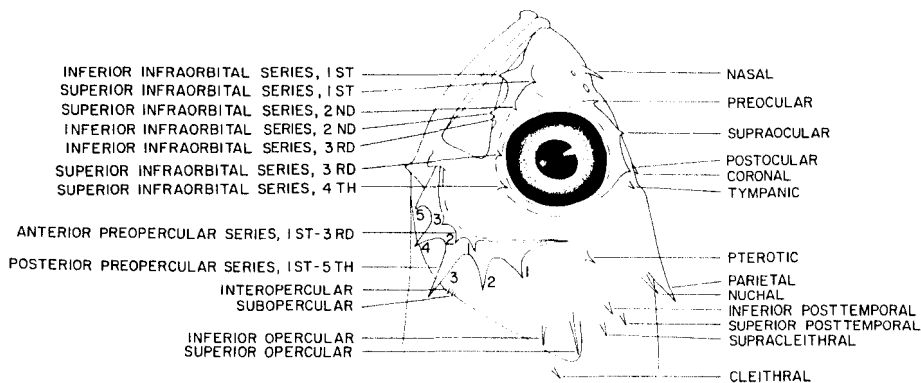 INFERIOR INFRAORBITAL SERIES, 1ST
SUPERIOR INFRAORBITAL SERIES, 1ST
SUPERIOR INFRAORBITAL SERIES, 2ND
INFERIOR INFRAORBITAL SERIES, 2ND
INFERIOR INFRAORBITAL SERIES, 3RD
SUPERIOR INFRAORBITAL SERIES, 3RD
SUPERIOR INFRAORBITAL SERIES, 4TH
ANTERIOR PREOPERCULAR SERIES, 1ST-3RD
POSTERIOR PREOPERCULAR SERIES, 1ST-5TH
INTEROPERCULAR
SUBOPERCULAR
INFERIOR OPERCULAR
SUPERIOR OPERCULAR
5
3
4
2
1
3
2
1
NASAL
PREOCULAR
SUPRAOCULAR
POSTOCULAR
CORONAL
TYMPANIC
PTEROTIC
PARIETAL
NUCHAL
INFERIOR POSTTEMPORAL
SUPERIOR POSTTEMPORAL
SUPRACLEITHRAL
CLEITHRAL